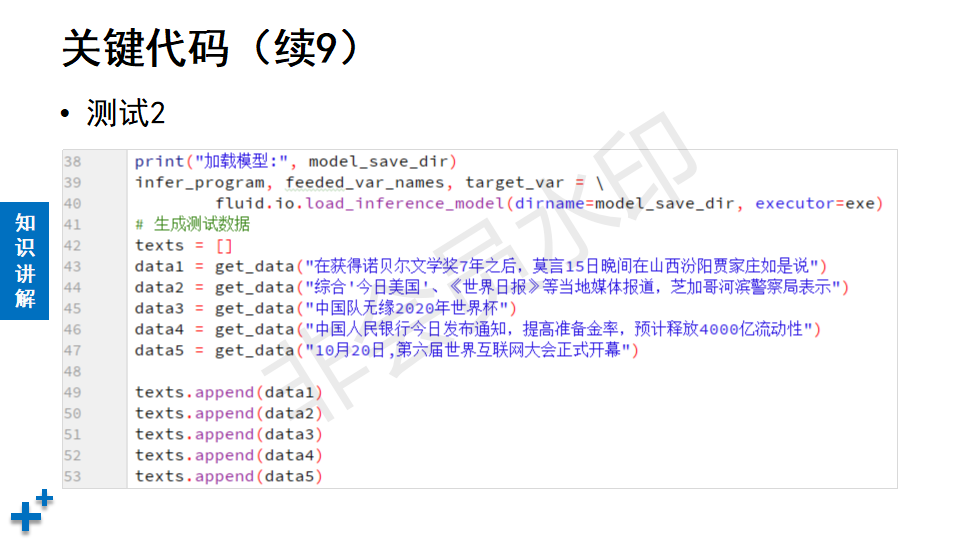 关键代码（续9）
• 测试2
知识讲解
38 print("加载模型:", model_save_dir)
39 infer_program, feeded_var_names, target_var = \
40 fluid.io.load_inference_model(dirname=model_save_dir, executor=exe)
41 # 生成测试数据
42 texts = []
43 data1 = get_data("在获得诺贝尔文学奖7年之后，莫言15日晚间在山西汾阳贾家庄如是说")
44 data2 = get_data("综合'今日美国'、《世界日报》等当地媒体报道，芝加哥河滨警察局表示")
45 data3 = get_data("中国队无缘2020年世界杯")
46 data4 = get_data("中国人民银行今日发布通知，提高准备金率，预计释放4000亿流动性")
47 data5 = get_data("10月20日,第六届世界互联网大会正式开幕")
48
49 texts.append(data1)
50 texts.append(data2)
51 texts.append(data3)
52 texts.append(data4)
53 texts.append(data5)
非会员水印